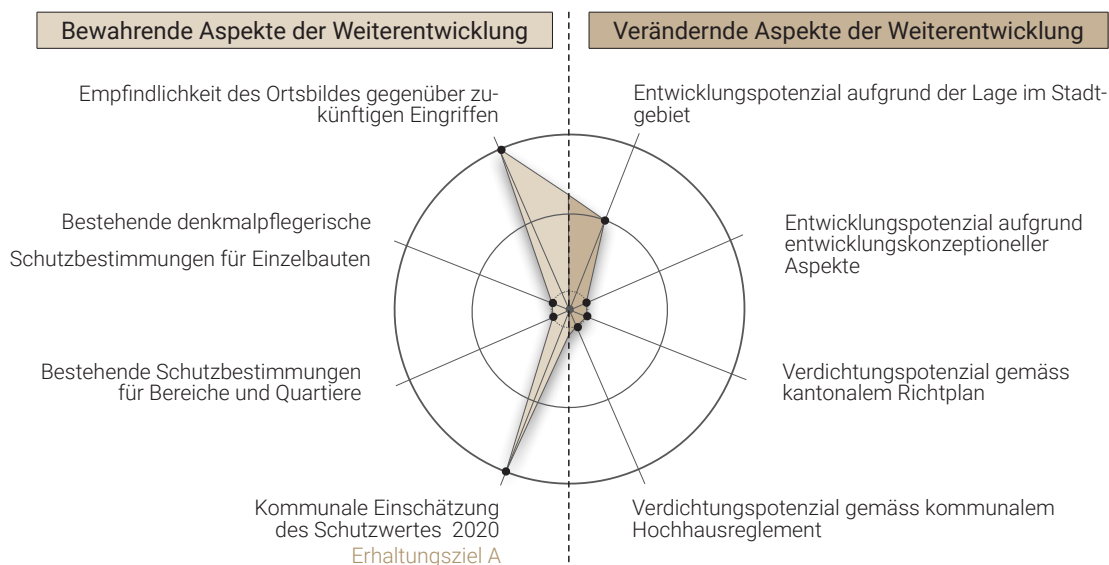 Bewahrende Aspekte der Weiterentwicklung
Verändernde Aspekte der Weiterentwicklung
Empfindlichkeit des Ortsbildes gegenüber zu-
künftigen Eingriffen
Entwicklungspotenzial aufgrund der Lage im Stadt-
gebiet
Bestehende denkmalpflegerische
Schutzbestimmungen für Einzelbauten
Entwicklungspotenzial aufgrund
entwicklungskonzeptioneller
Aspekte
Bestehende Schutzbestimmungen
für Bereiche und Quartiere
Verdichtungspotenzial gemäss
kantonalem Richtplan
Kommunale Einschätzung
des Schutzwertes 2020
Erhaltungsziel A
Verdichtungspotenzial gemäss kommunalem
Hochhausreglement